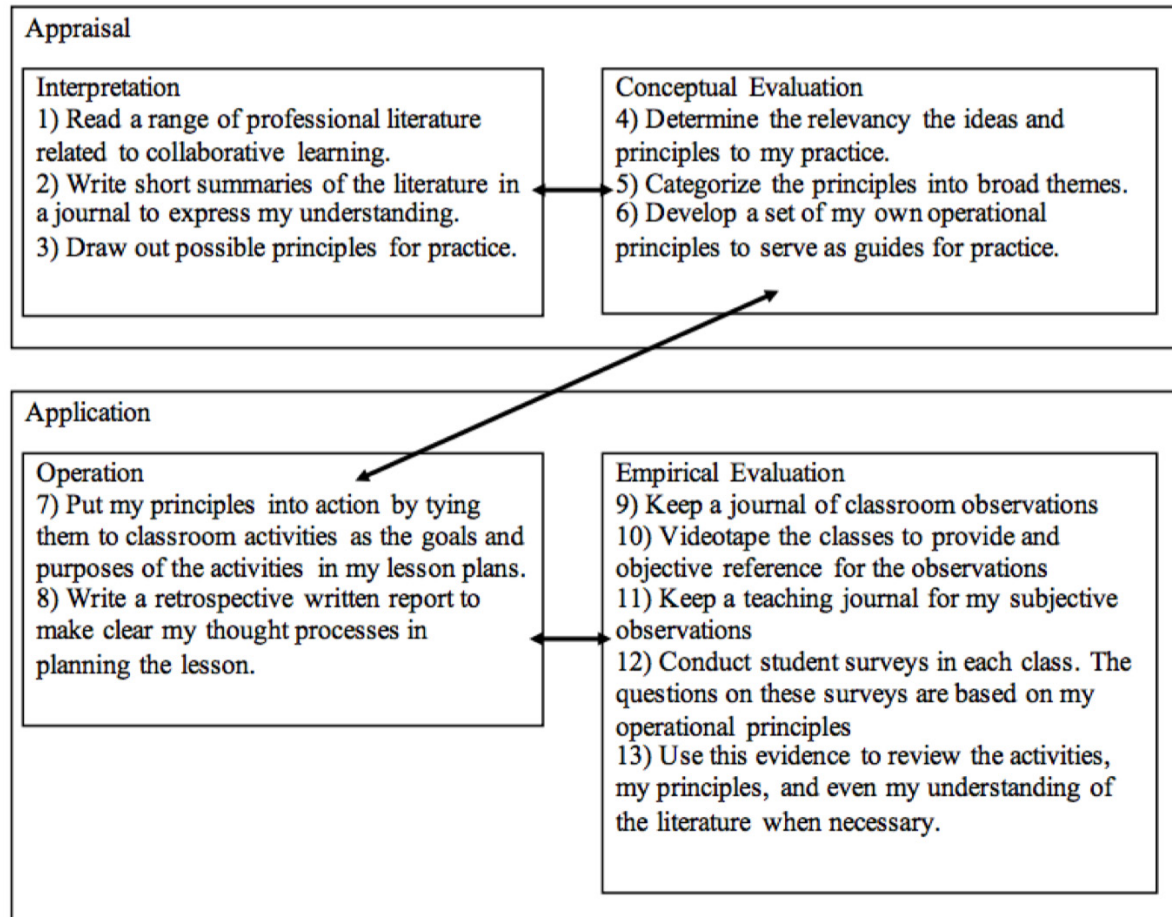 Appraisal
Interpretation
1) Read a range of professional literature
related to collaborative learning.
2) Write short summaries of the literature in
a journal to express my understanding.
3) Draw out possible principles for practice.
Conceptual Evaluation
4) Determine the relevancy the ideas and
principles to my practice.
5) Categorize the principles into broad themes.
6) Develop a set of my own operational
principles to serve as guides for practice.
Application
Operation
7) Put my principles into action by tying
them to classroom activities as the goals and
purposes of the activities in my lesson plans.
8) Write a retrospective written report to
make clear my thought processes in
planning the lesson.
Empirical Evaluation
9) Keep a journal of classroom observations
10) Videotape the classes to provide and
objective reference for the observations
11) Keep a teaching journal for my subjective
observations
12) Conduct student surveys in each class. The
questions on these surveys are based on my
operational principles
13) Use this evidence to review the activities,
my principles, and even my understanding of
the literature when necessary.